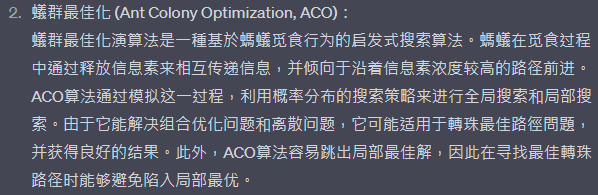 2. 蟻群最佳化 (Ant Colony Optimization, ACO)：
蟻群最佳化演算法是一種基於螞蟻覓食行为的启发式搜索算法。螞蟻在觅食过程
中通过释放信息素来相互传递信息，并倾向于沿着信息素浓度较高的路径前进。
ACO算法通过模拟这一过程，利用概率分布的搜索策略来进行全局搜索和局部搜
索。由于它能解决组合优化问题和离散问题，它可能适用于轉珠最佳路徑問題，
并获得良好的结果。此外，ACO算法容易跳出局部最佳解，因此在寻找最佳轉珠
路径时能够避免陷入局部最优。